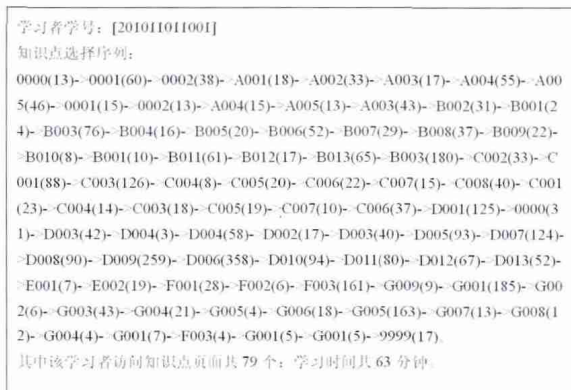 学习者学号：[201011011001]
知识点选择序列：
0000(13)->0001(60)->0002(38)->A001(18)->A002(33)->A003(17)->A004(55)->A00
5(46)->0001(15)->0002(13)->A004(15)->A005(13)->A003(43)->B002(31)->B001(2
4)->B003(76)->B004(16)->B005(20)->B006(52)->B007(29)->B008(37)->B009(22)-
>B010(8)->B001(10)->B011(61)->B012(17)->B013(65)->B003(180)->C002(33)->C
001(88)->C003(126)->C004(8)->C005(20)->C006(22)->C007(15)->C008(40)->C001
(23)->C004(14)->C003(18)->C005(19)->C007(10)->C006(37)->D001(125)->0000(3
1)->D003(42)->D004(3)->D004(58)->D002(17)->D003(40)->D005(93)->D007(124)-
>D008(90)->D009(259)->D006(358)->D010(94)->D011(80)->D012(67)->D013(52)-
>E001(7)->E002(19)->F001(28)->F002(6)->F003(161)->G009(9)->G001(185)->G00
2(6)->G003(43)->G004(21)->G005(4)->G006(18)->G005(163)->G007(13)->G008(1
2)->G004(4)->G001(7)->F003(4)->G001(5)->G001(5)->9999(17).
其中该学习者访问知识点页面共 79 个；学习时间共 63 分钟.